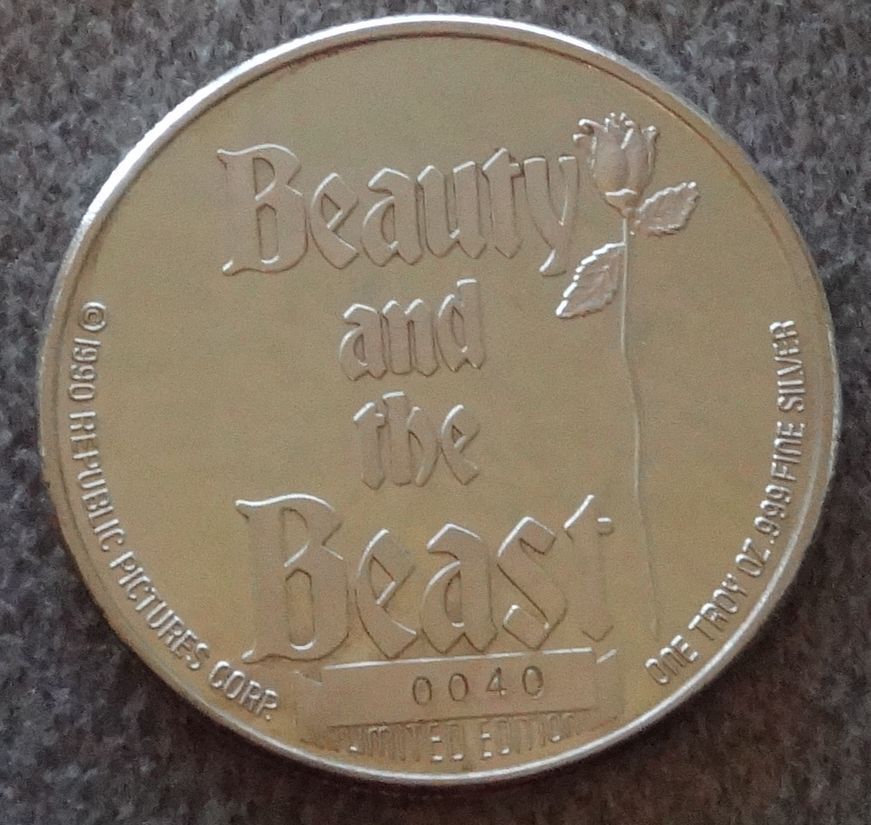 Beauty
and
the
Beast
0040
LIMITED EDITION
©1990 REPUBLIC PICTURES CORP.
ONE TROY OZ .999 FINE SILVER